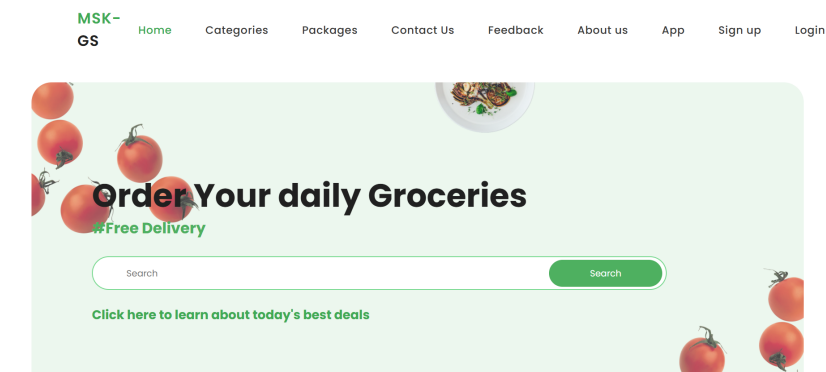 MSK-
GS
Home Categories Packages Contact Us Feedback About us App Sign up Login
Order Your daily Groceries
#Free Delivery
Search Search
Click here to learn about today's best deals